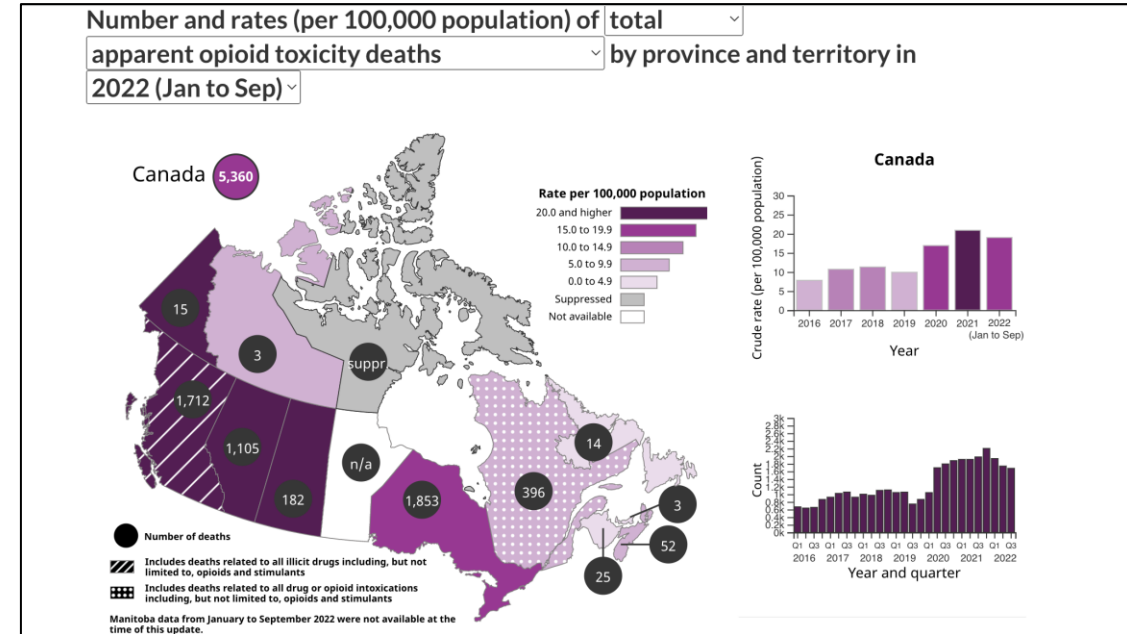 Number and rates (per 100,000 population) of total
apparent opioid toxicity deaths by province and territory in
2022 (Jan to Sep)
Canada 5,360
Rate per 100,000 population
20.0 and higher
15.0 to 19.9
10.0 to 14.9
5.0 to 9.9
0.0 to 4.9
Suppressed
Not available
15
3
suppr
1,712
1,105
182
n/a
1,853
396
14
3
52
25
Number of deaths
Includes deaths related to all illicit drugs including, but not
limited to, opioids and stimulants
Includes deaths related to all drug or opioid intoxications
including, but not limited to, opioids and stimulants
Manitoba data from January to September 2022 were not available at the
time of this update.
Canada
Crude rate (per 100,000 population)
30
25
20
15
10
5
0
2016 2017 2018 2019 2020 2021 2022
(Jan to Sep)
Year
Count
3k
2.8k
2.6k
2.4k
2.2k
2k
1.8k
1.6k
1.4k
1.2k
1k
0.8k
0.6k
0.4k
0.2k
0k
Q1 Q3 Q1 Q3 Q1 Q3 Q1 Q3 Q1 Q3 Q1 Q3 Q1 Q3
2016 2017 2018 2019 2020 2021 2022
Year and quarter